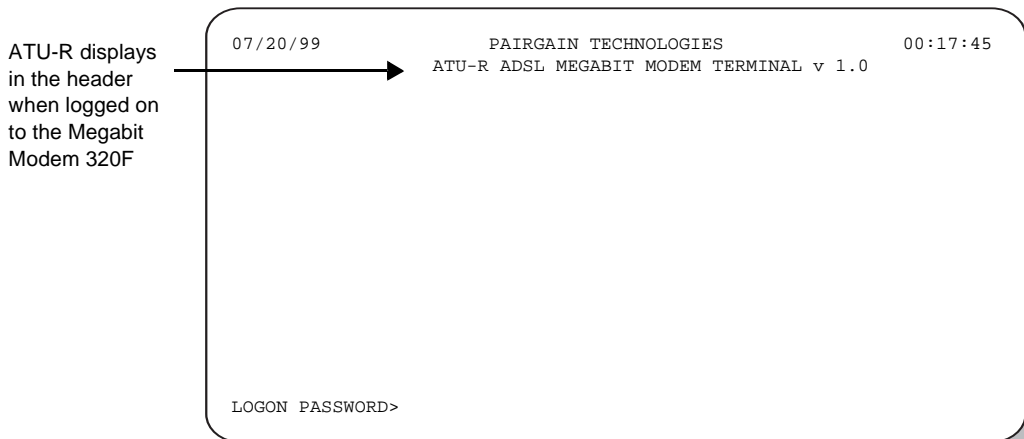 ATU-R displays
in the header
when logged on
to the Megabit
Modem 320F
07/20/99 PAIRGAIN TECHNOLOGIES 00:17:45
ATU-R ADSL MEGABIT MODEM TERMINAL v 1.0
LOGON PASSWORD>